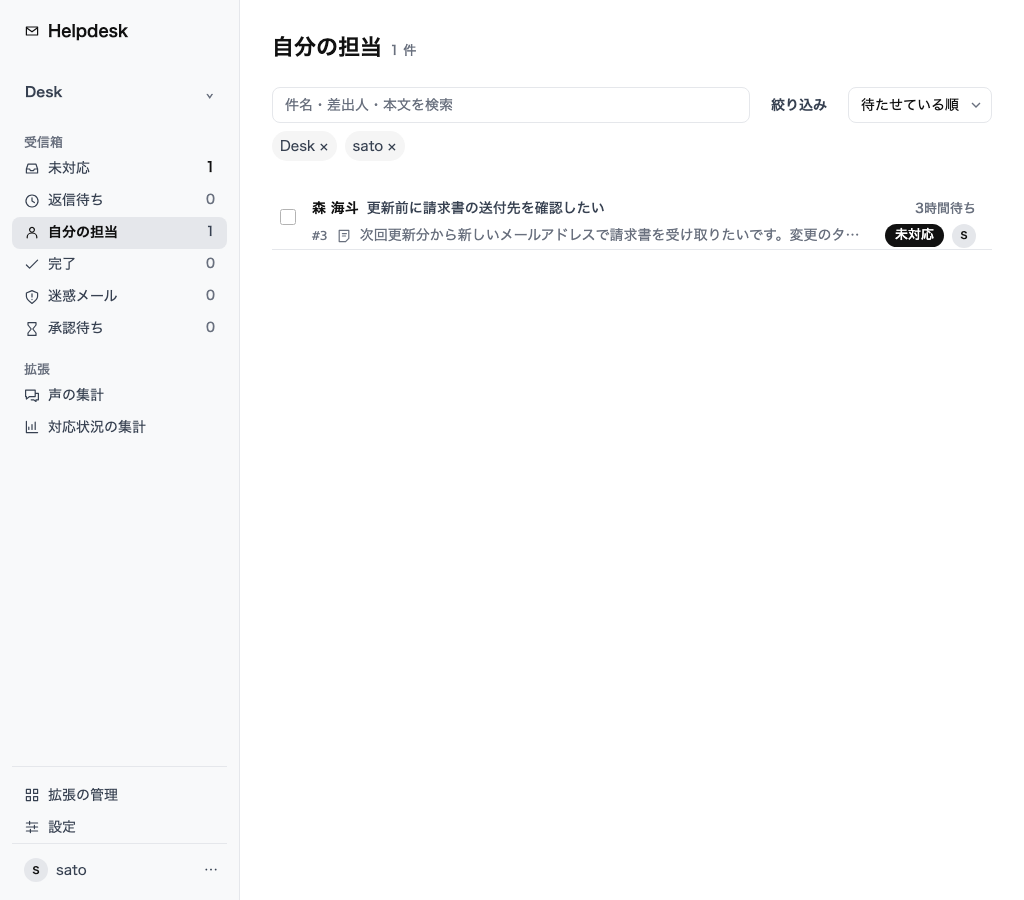 Helpdesk
Desk
受信箱
未対応 1
返信待ち 0
自分の担当 1
完了 0
迷惑メール 0
承認待ち 0
拡張
声の集計
対応状況の集計
拡張の管理
設定
S sato ...
自分の担当 1 件
件名・差出人・本文を検索 絞り込み 待たせている順
Desk × sato ×
森 海斗 更新前に請求書の送付先を確認したい 3時間待ち
#3 次回更新分から新しいメールアドレスで請求書を受け取りたいです。変更のタ… 未対応 S